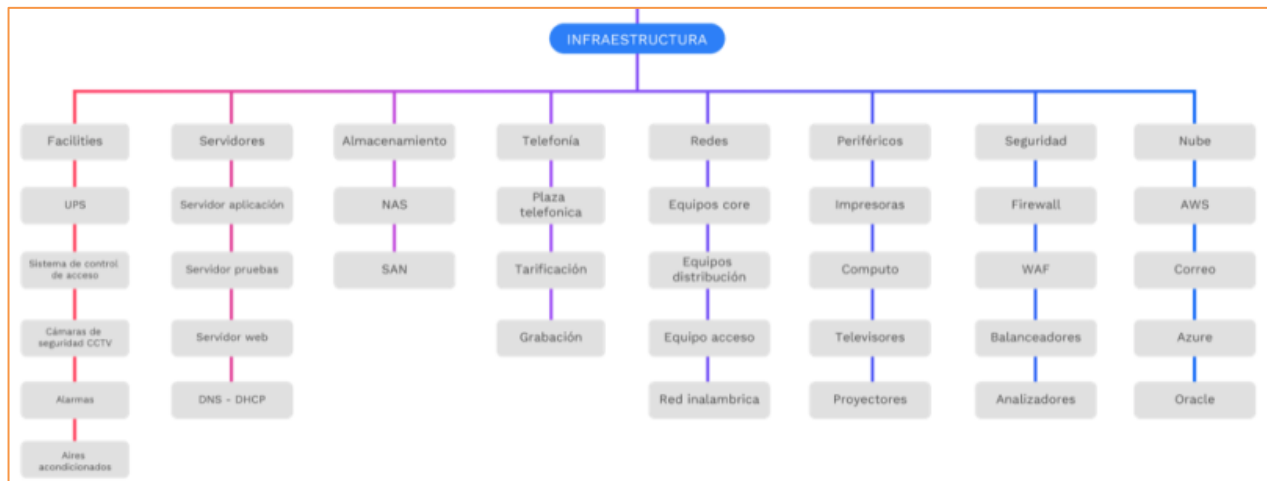 INFRAESTRUCTURA
Facilities
Servidores
Almacenamiento
Telefonía
Redes
Periféricos
Seguridad
Nube
UPS
Servidor aplicación
NAS
Plaza
telefonica
Equipos core
Impresoras
Firewall
AWS
Sistema de control
de acceso
Servidor pruebas
SAN
Tarificación
Equipos
distribución
Computo
WAF
Correo
Cámaras de
seguridad CCTV
Servidor web
Grabación
Equipo acceso
Televisores
Balanceadores
Azure
Alarmas
DNS - DHCP
Red inalambrica
Proyectores
Analizadores
Oracle
Aires
acondicionados